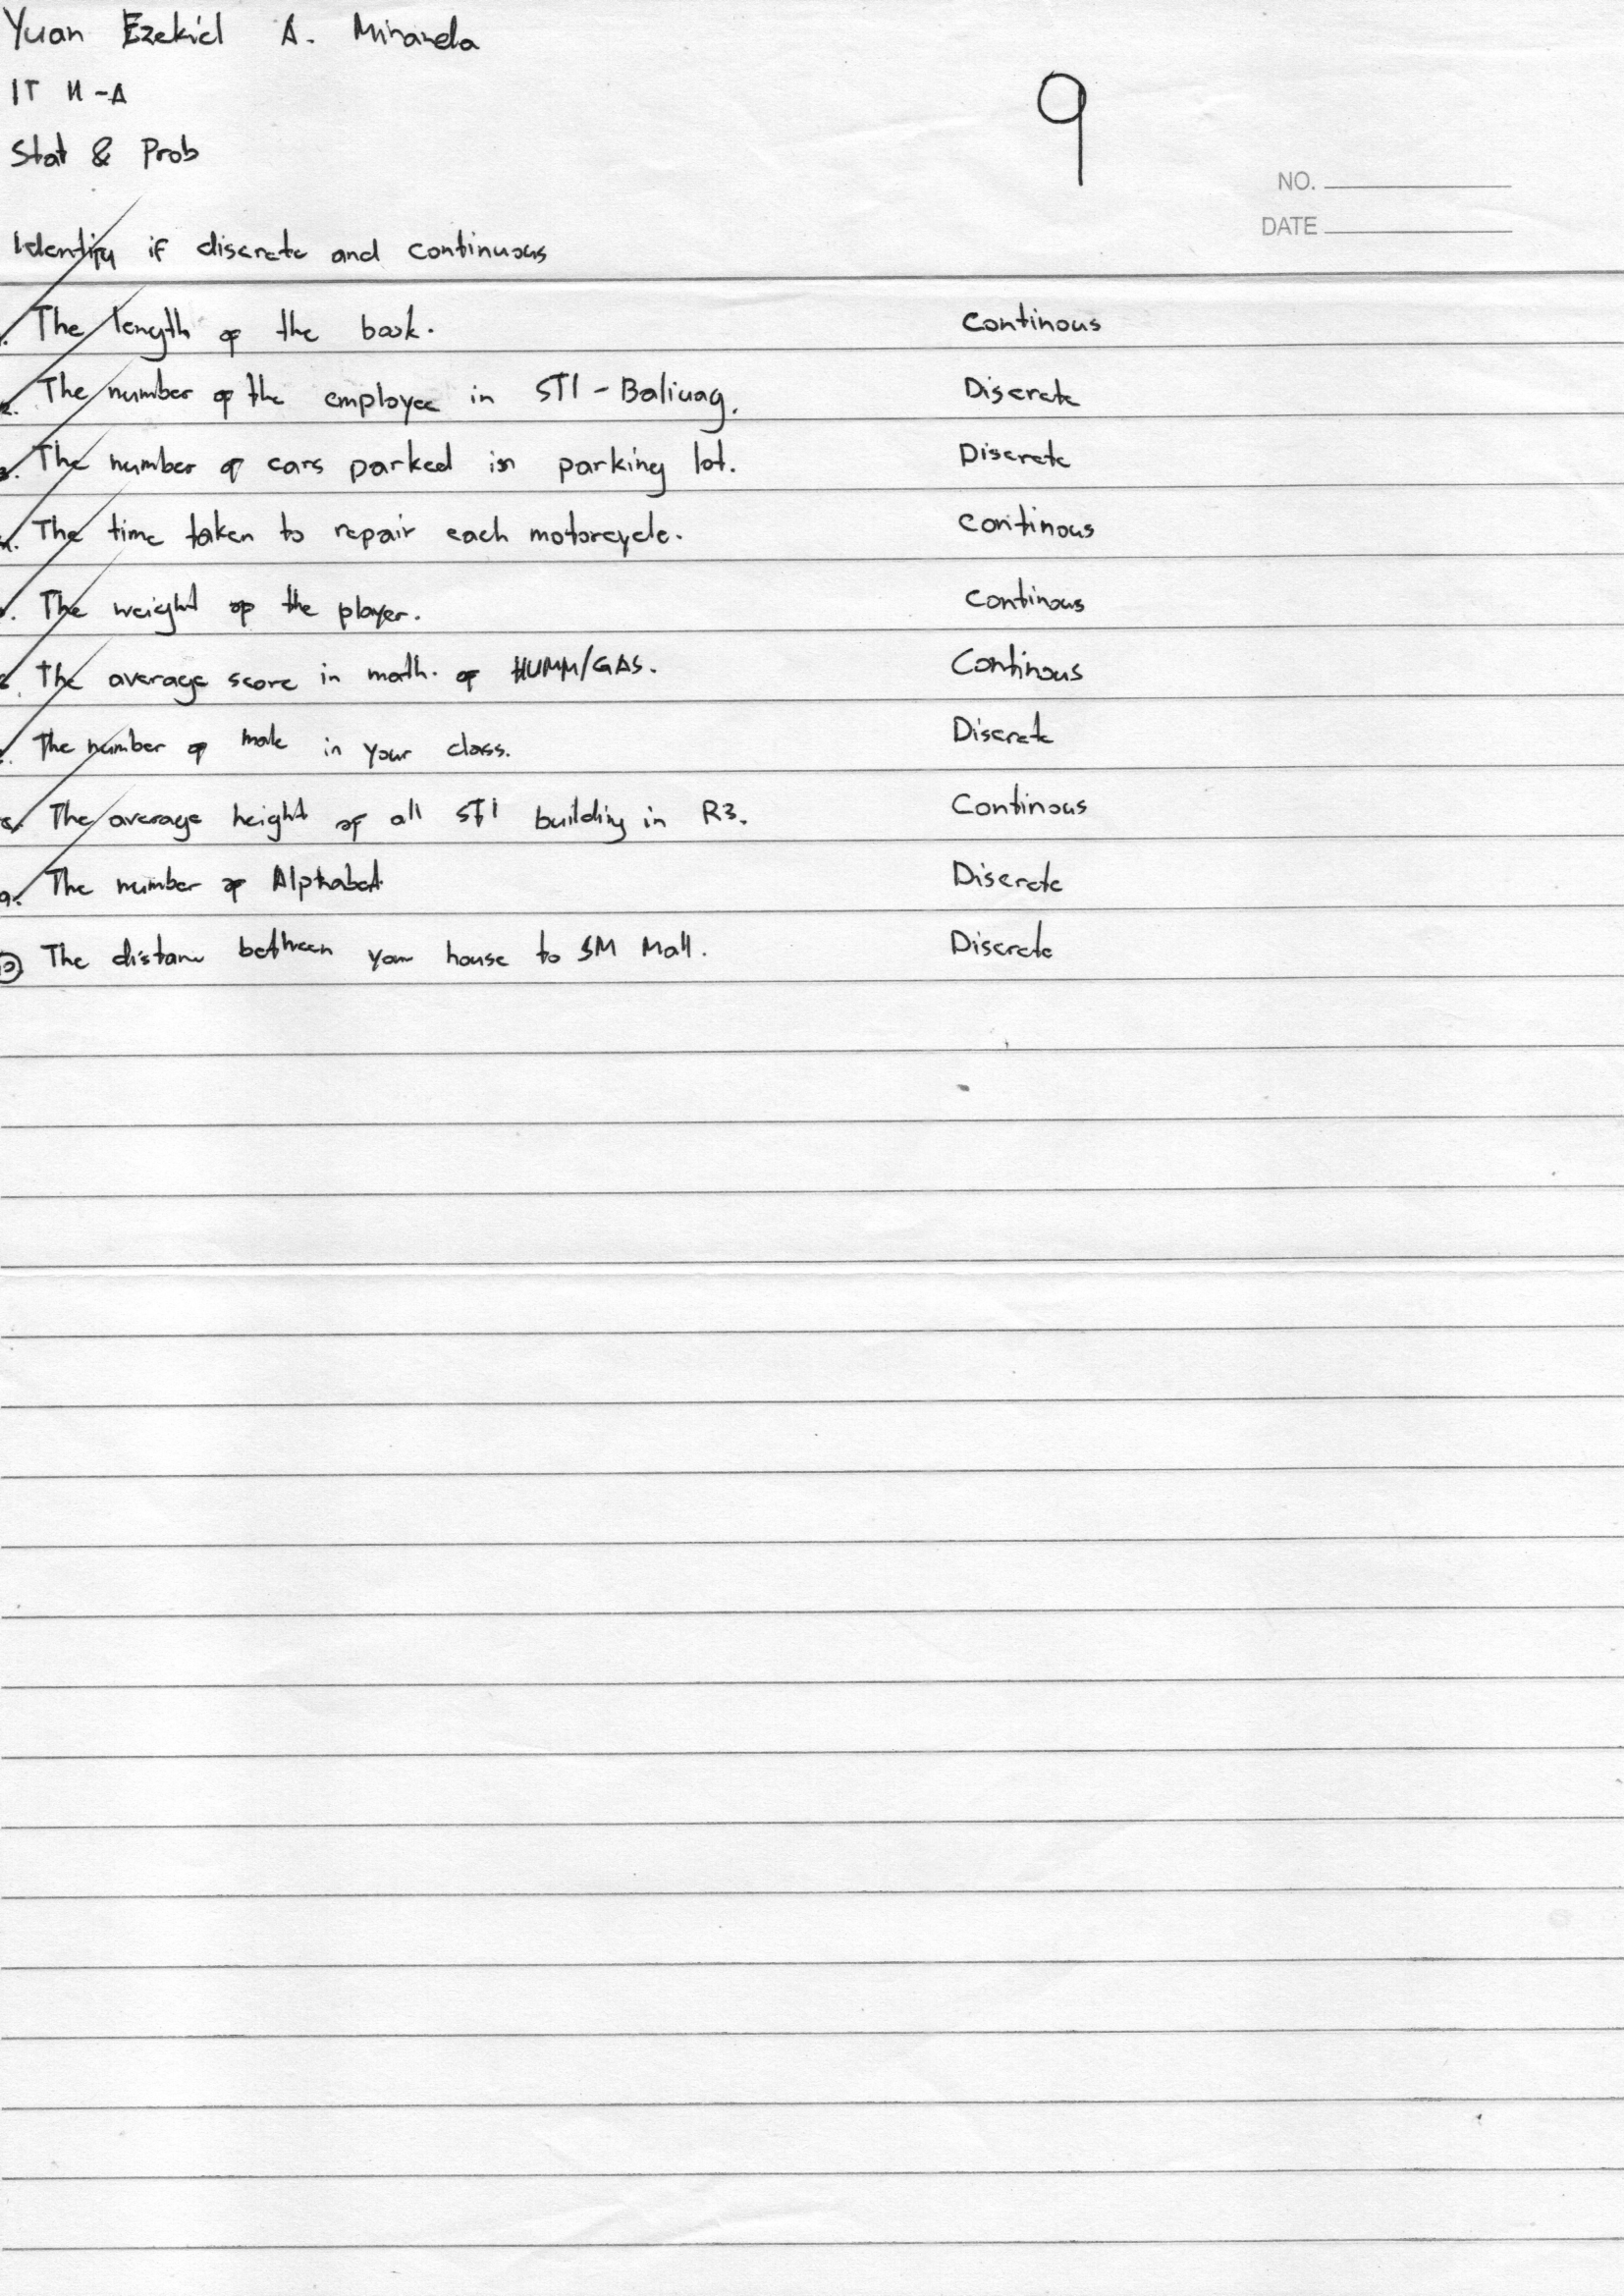 Yuan Ezekiel A. Miranda
IT 11-A
Stat & Prob
9
NO.
DATE
Identify if discrete and continuous
The length of the book. Continous
2. The number of the employee in STI - Baliuag. Discrete
3. The number of cars parked in parking lot. Discrete
4. The time taken to repair each motorcycle. Continous
The weight of the player. Continous
6. The average score in math. of HUMM/GAS. Continous
The number of male in your class. Discrete
8. The average height of all STI building in R3. Continous
9. The number of Alphabet. Discrete
10 The distanc between your house to SM Mall. Discrete